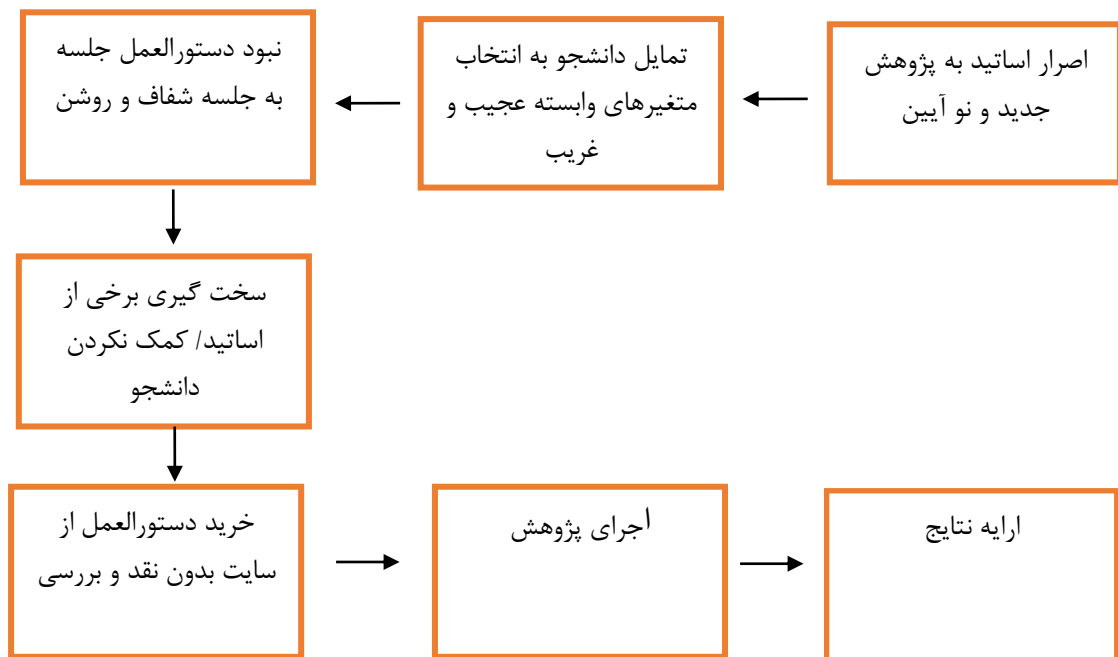 اصرار اساتید به پژوهش
جدید و نو آیین
تمایل دانشجو به انتخاب
متغیرهای وابسته عجیب و
غریب
نبود دستورالعمل جلسه
به جلسه شفاف و روشن
سخت گیری برخی از
اساتید/ کمک نکردن
دانشجو
خرید دستورالعمل از
سایت بدون نقد و بررسی
اجرای پژوهش
ارایه نتایج